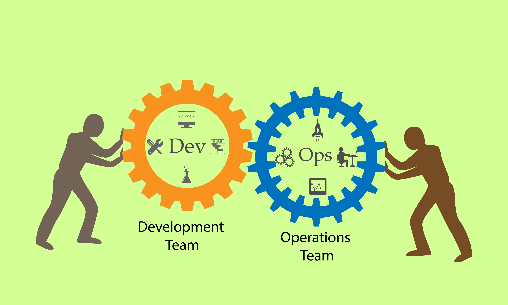 Dev
Ops
Development
Team
Operations
Team